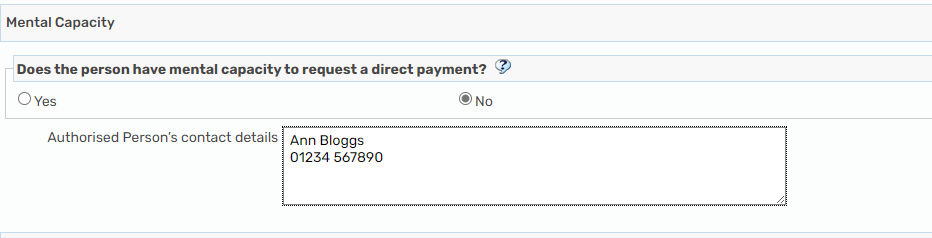 Mental Capacity
Does the person have mental capacity to request a direct payment? ?
Yes No
Authorised Person's contact details
Ann Bloggs
01234 567890